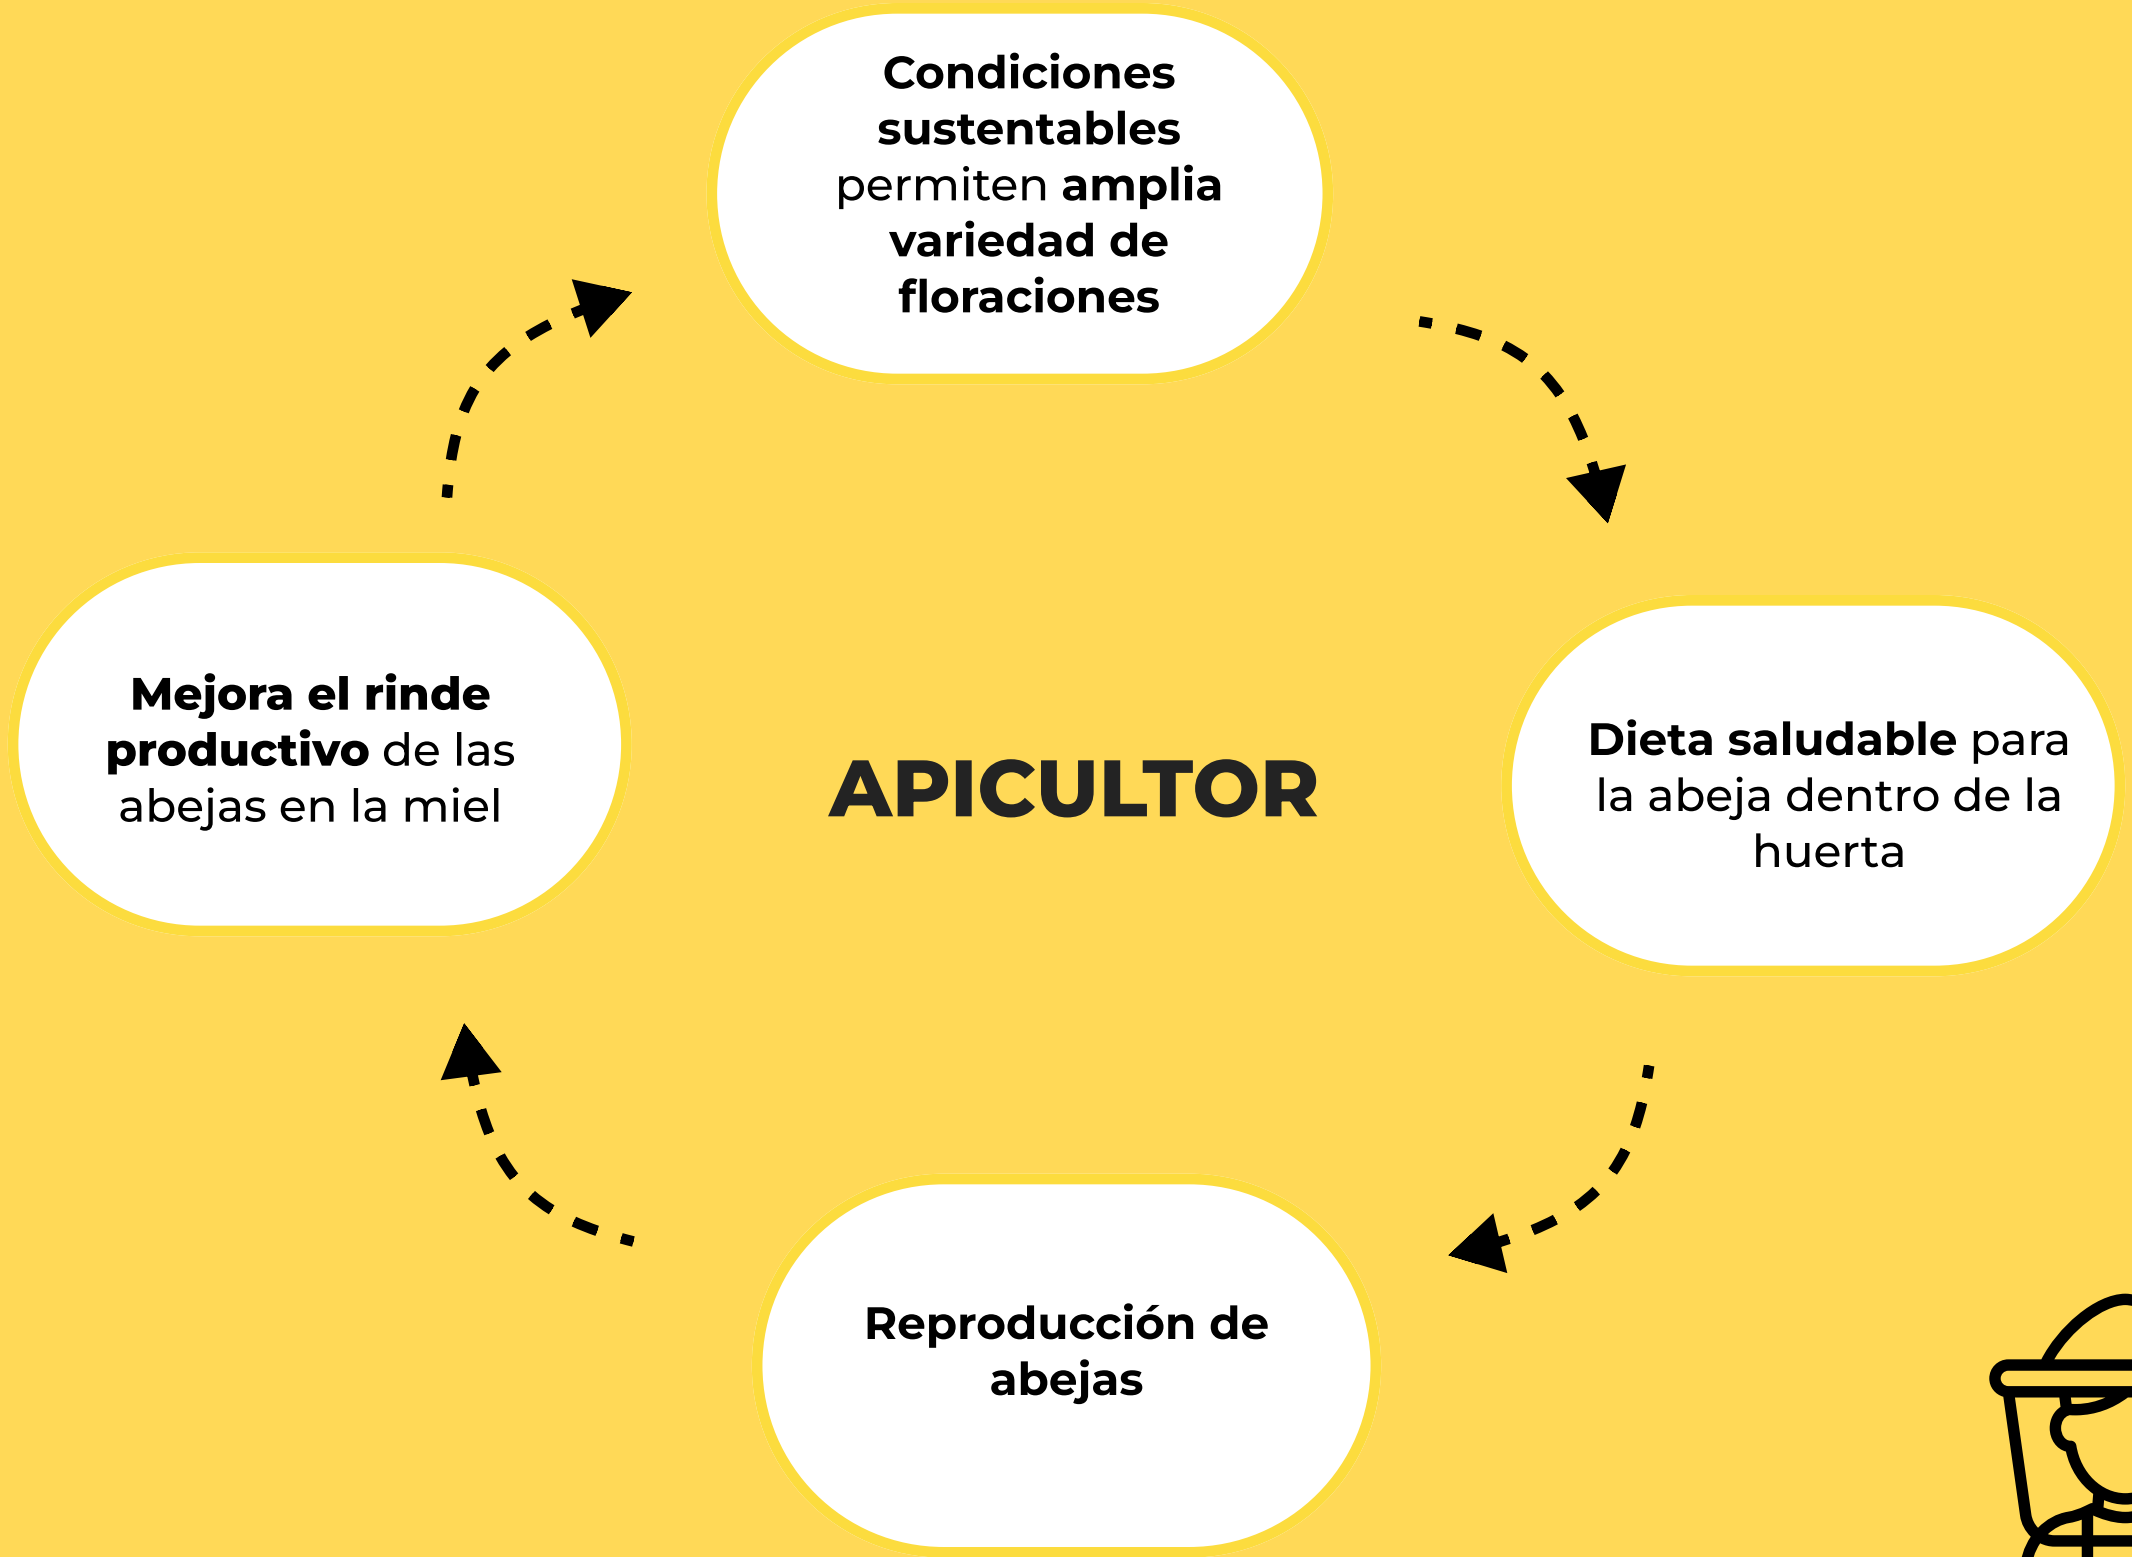 Condiciones
sustentables
permiten amplia
variedad de
floraciones
Mejora el rinde
productivo de las
abejas en la miel
APICULTOR
Dieta saludable para
la abeja dentro de la
huerta
Reproducción de
abejas